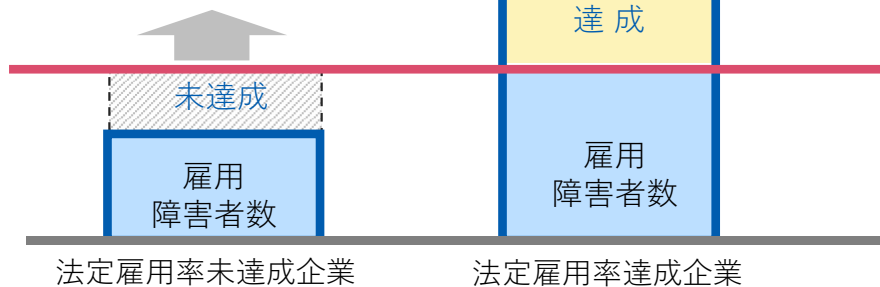 達 成
未達成
雇用
障害者数
雇用
障害者数
法定雇用率未達成企業
法定雇用率達成企業